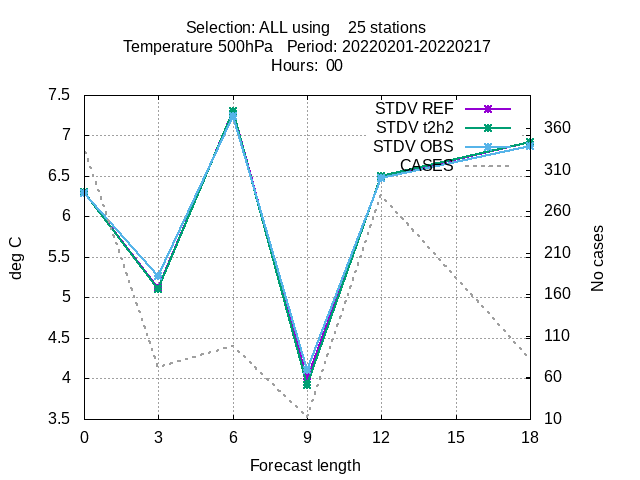 Selection: ALL using    25 stations
Temperature 500hPa   Period: 20220201-20220217
Hours:  00
7.5
7
6.5
6
5.5
5
4.5
4
3.5
deg C
STDV REF
STDV t2h2
STDV OBS
CASES
360
310
260
210
160
110
60
10
No cases
0 3 6 9 12 15 18
Forecast length